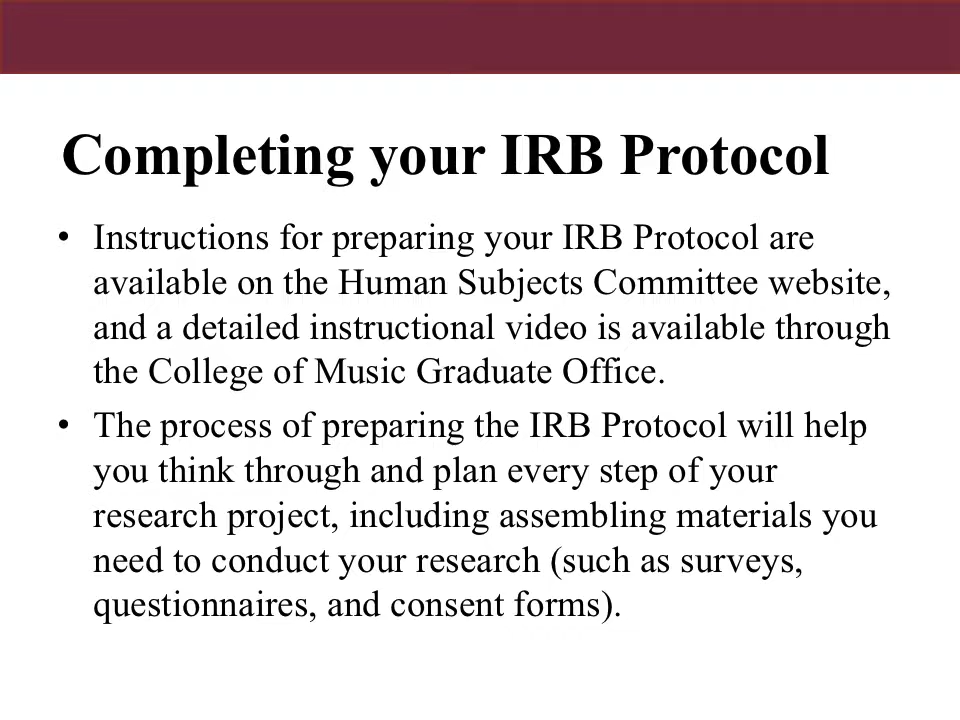 Completing your IRB Protocol
• Instructions for preparing your IRB Protocol are
available on the Human Subjects Committee website,
and a detailed instructional video is available through
the College of Music Graduate Office.
• The process of preparing the IRB Protocol will help
you think through and plan every step of your
research project, including assembling materials you
need to conduct your research (such as surveys,
questionnaires, and consent forms).